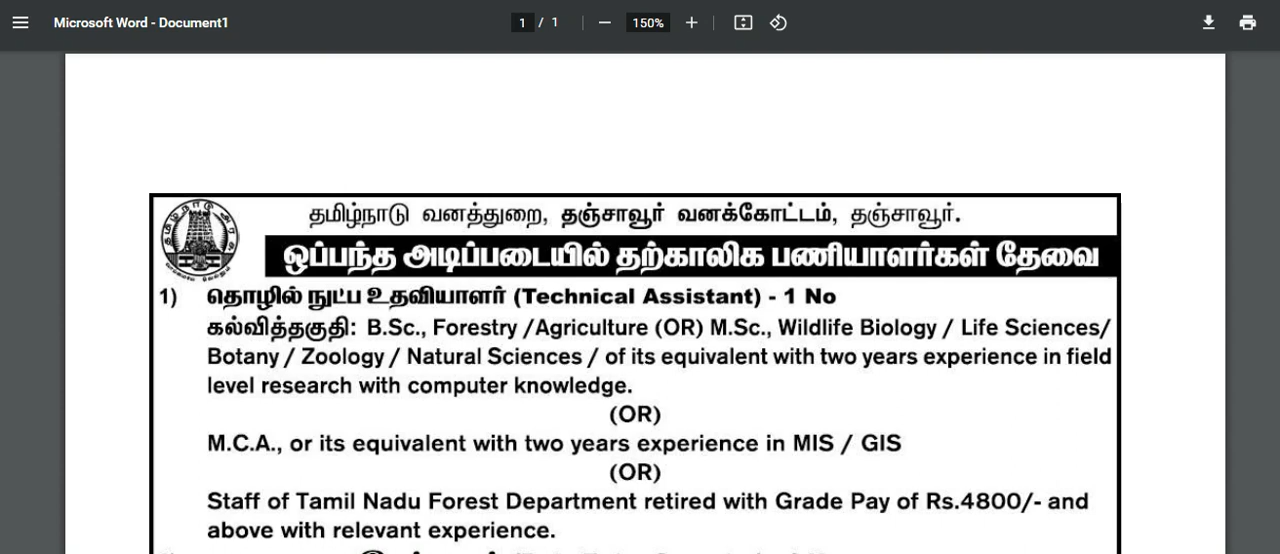 Microsoft Word - Document1
1 / 1
150%
தமிழ்நாடு வனத்துறை, தஞ்சாவூர் வனக்கோட்டம், தஞ்சாவூர்.
ஒப்பந்த அடிப்படையில் தற்காலிக பணியாளர்கள் தேவை
1) தொழில் நுட்ப உதவியாளர் (Technical Assistant) - 1 No
கல்வித்தகுதி: B.Sc., Forestry /Agriculture (OR) M.Sc., Wildlife Biology / Life Sciences/
Botany / Zoology / Natural Sciences / of its equivalent with two years experience in field
level research with computer knowledge.
(OR)
M.C.A., or its equivalent with two years experience in MIS / GIS
(OR)
Staff of Tamil Nadu Forest Department retired with Grade Pay of Rs.4800/- and
above with relevant experience.